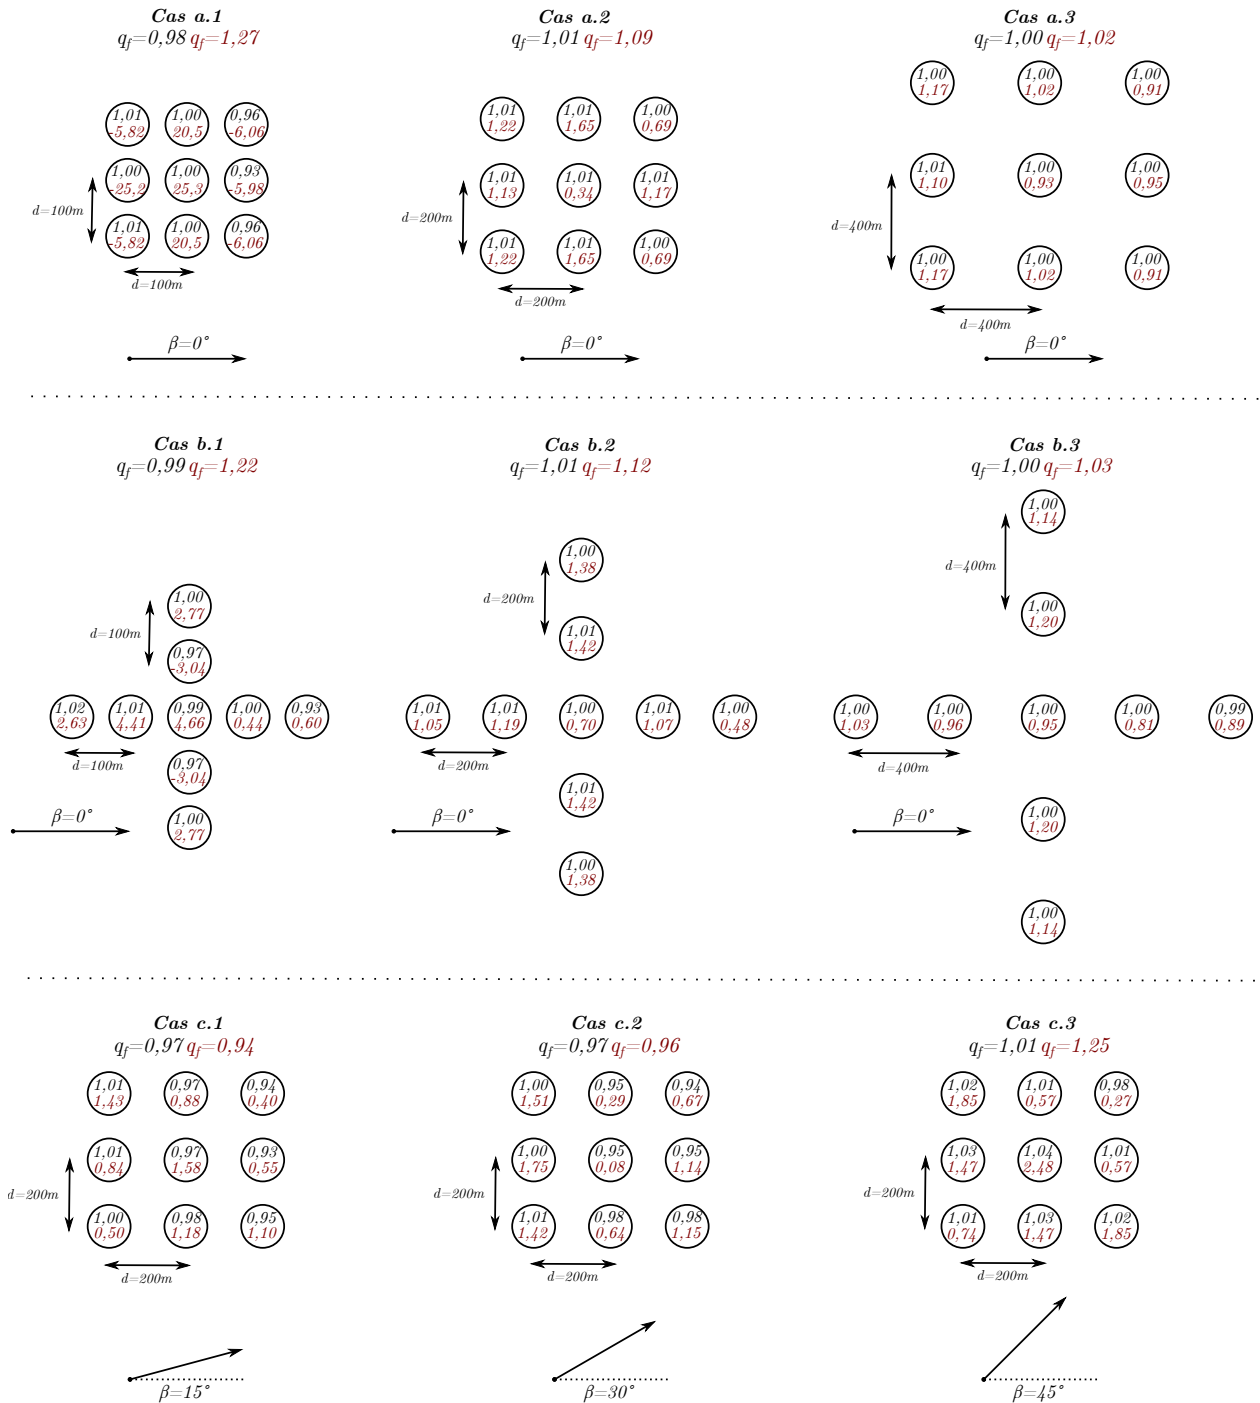 Cas a.1
q_f=0,98 q_f=1,27
1,01 1,00 0,96
-5,82 20,5 -6,06
1,00 1,00 0,93
-25,2 25,3 -5,98
d=100m
1,01 1,00 0,96
-5,82 20,5 -6,06
d=100m
β=0°
Cas a.2
q_f=1,01 q_f=1,09
1,01 1,01 1,00
1,22 1,65 0,69
1,01 1,01 1,01
1,13 0,34 1,17
d=200m
1,01 1,01 1,00
1,22 1,65 0,69
d=200m
β=0°
Cas a.3
q_f=1,00 q_f=1,02
1,00 1,00 1,00
1,17 1,02 0,91
1,01 1,00 1,00
1,10 0,93 0,95
d=400m
1,00 1,00 1,00
1,17 1,02 0,91
d=400m
β=0°
Cas b.1
q_f=0,99 q_f=1,22
1,00
2,77
d=100m
0,97
-3,04
1,02 1,01 0,99 1,00 0,93
2,63 4,41 4,66 0,44 0,60
d=100m
0,97
-3,04
β=0°
1,00
2,77
Cas b.2
q_f=1,01 q_f=1,12
1,00
1,38
d=200m
1,01
1,42
1,01 1,01 1,00 1,01 1,00
1,05 1,19 0,70 1,07 0,48
d=200m
1,01
1,42
β=0°
1,00
1,38
Cas b.3
q_f=1,00 q_f=1,03
1,00
1,14
d=400m
1,00
1,20
1,00 1,00 1,00 1,00 0,99
1,03 0,96 0,95 0,81 0,89
d=400m
1,00
1,20
β=0°
1,00
1,14
Cas c.1
q_f=0,97 q_f=0,94
1,01 0,97 0,94
1,43 0,88 0,40
1,01 0,97 0,93
0,84 1,58 0,55
d=200m
1,00 0,98 0,95
0,50 1,18 1,10
d=200m
β=15°
Cas c.2
q_f=0,97 q_f=0,96
1,00 0,95 0,94
1,51 0,29 0,67
1,00 0,95 0,95
1,75 0,08 1,14
d=200m
1,01 0,98 0,98
1,42 0,64 1,15
d=200m
β=30°
Cas c.3
q_f=1,01 q_f=1,25
1,02 1,01 0,98
1,85 0,57 0,27
1,03 1,04 1,01
1,47 2,48 0,57
d=200m
1,01 1,03 1,02
0,74 1,47 1,85
d=200m
β=45°